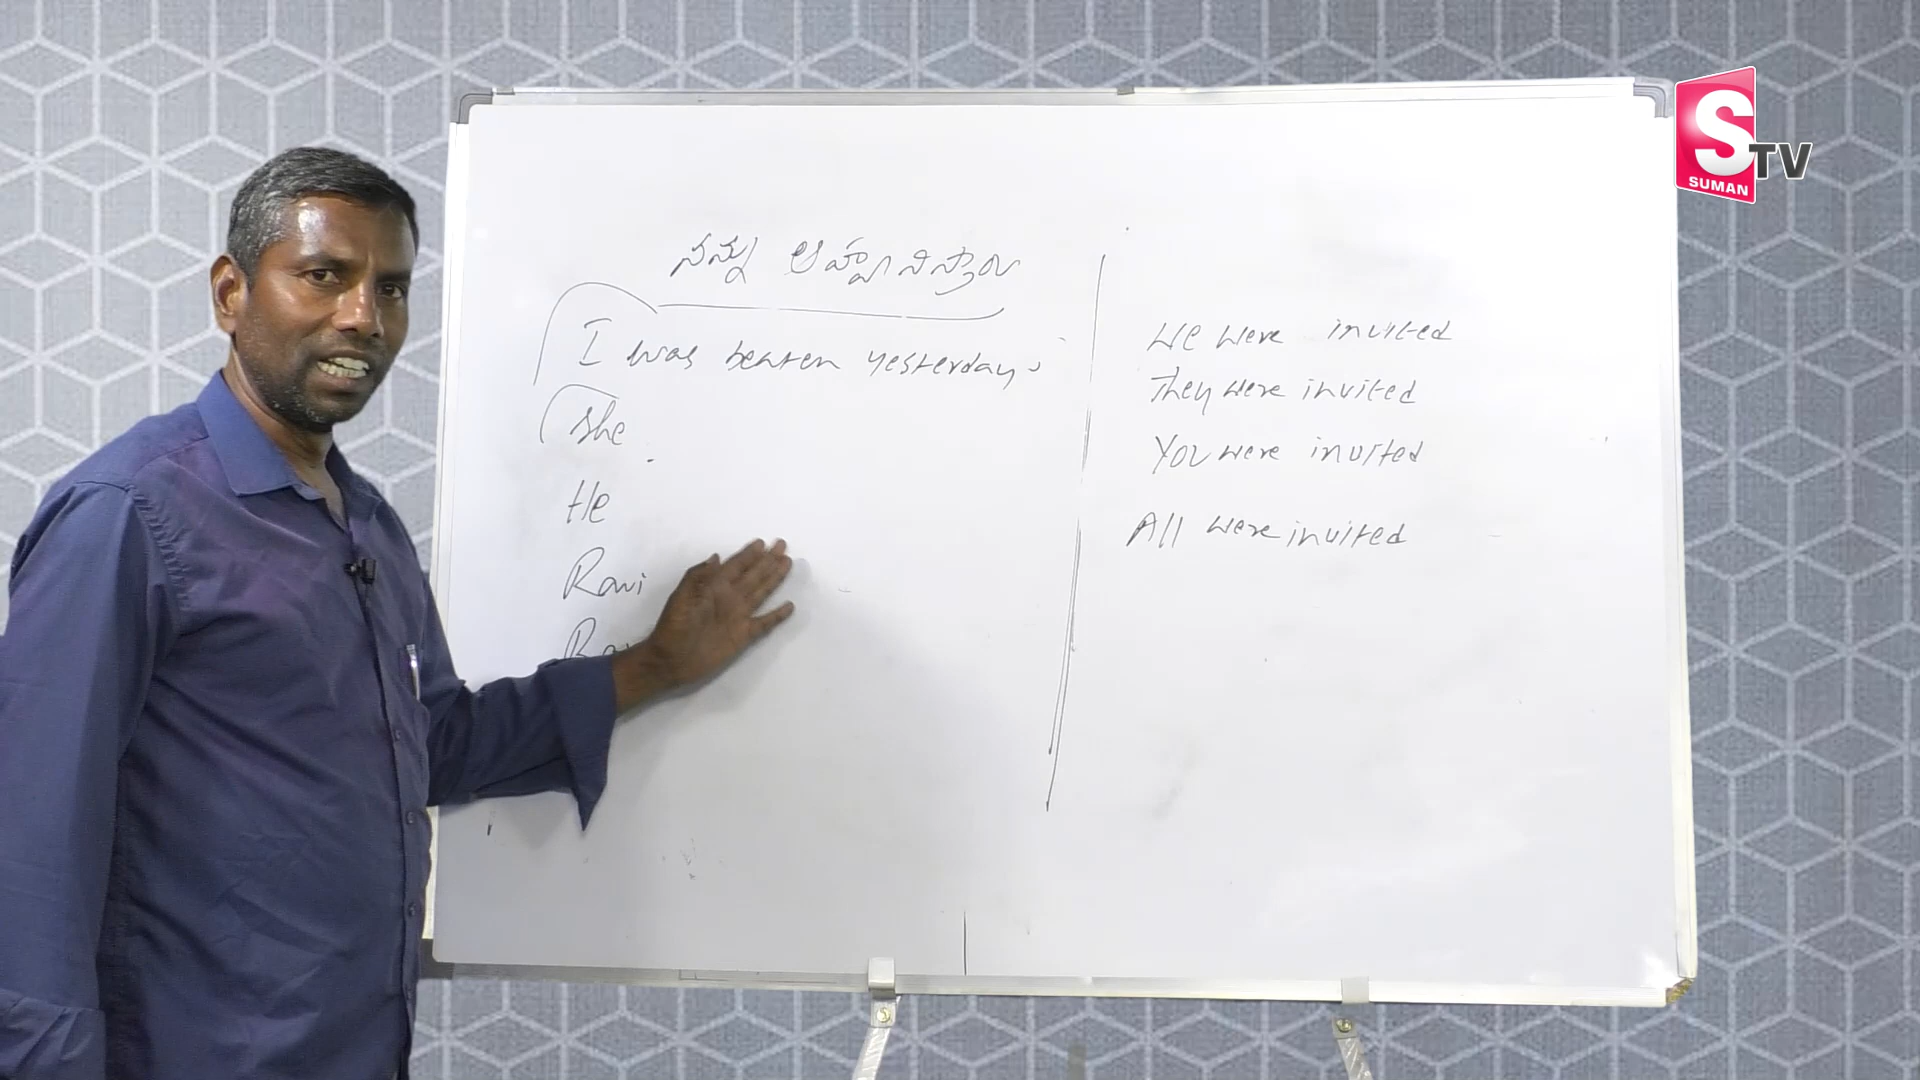 నన్ను ఆహ్వానిస్తారు
I was beaten yesterday.
She
He
Ravi
We were invited
They were invited
You were invited
All were invited
S TV
SUMAN